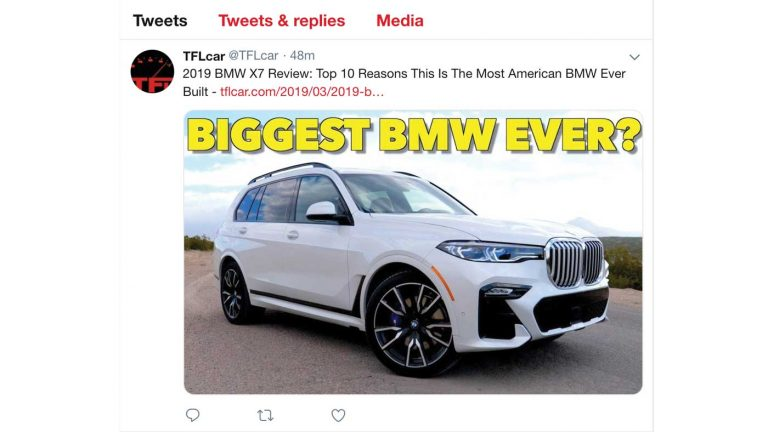 Tweets Tweets & replies Media
TFLcar @TFLcar · 48m
2019 BMW X7 Review: Top 10 Reasons This Is The Most American BMW Ever
Built - tflcar.com/2019/03/2019-b…
BIGGEST BMW EVER?